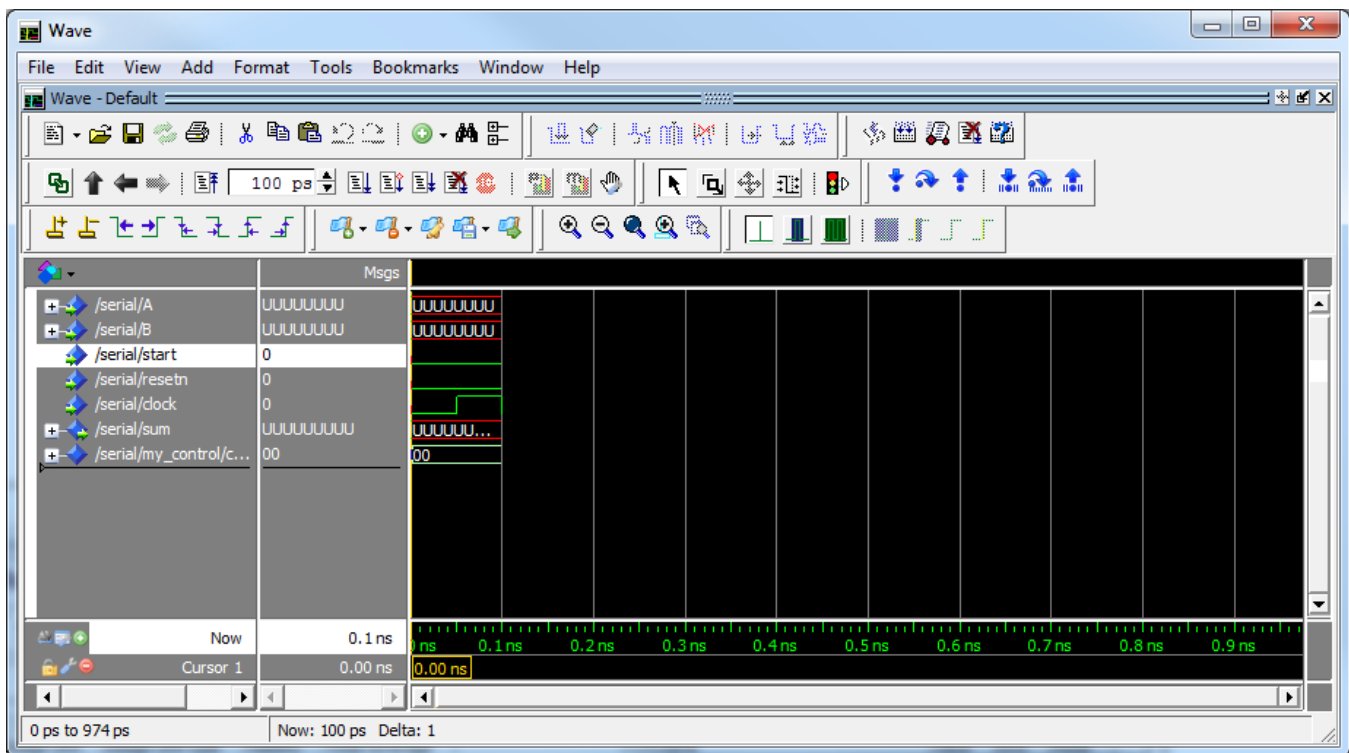 Wave
File Edit View Add Format Tools Bookmarks Window Help
Wave - Default
100 ps
Msgs
/serial/A UUUUUUUU UUUUUUUU
/serial/B UUUUUUUU UUUUUUUU
/serial/start 0
/serial/resetn 0
/serial/clock 0
/serial/sum UUUUUUUUU UUUUUU...
/serial/my_control/c... 00 00
Now 0.1 ns ns 0.1 ns 0.2 ns 0.3 ns 0.4 ns 0.5 ns 0.6 ns 0.7 ns 0.8 ns 0.9 ns
Cursor 1 0.00 ns 0.00 ns
0 ps to 974 ps Now: 100 ps Delta: 1